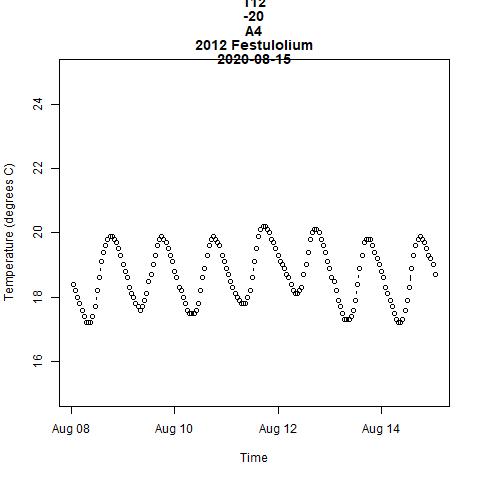 T12
-20
A4
2012 Festulolium
2020-08-15
Temperature (degrees C)
24
22
20
18
16
Aug 08
Aug 10
Aug 12
Aug 14
Time